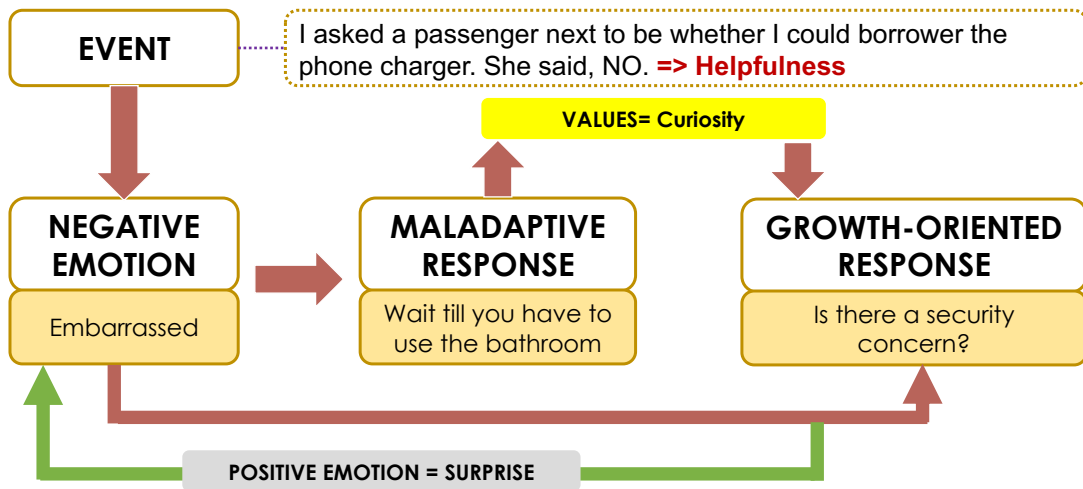 EVENT
I asked a passenger next to be whether I could borrower the
phone charger. She said, NO. => Helpfulness
VALUES= Curiosity
NEGATIVE
EMOTION
Embarrassed
MALADAPTIVE
RESPONSE
Wait till you have to
use the bathroom
GROWTH-ORIENTED
RESPONSE
Is there a security
concern?
POSITIVE EMOTION = SURPRISE